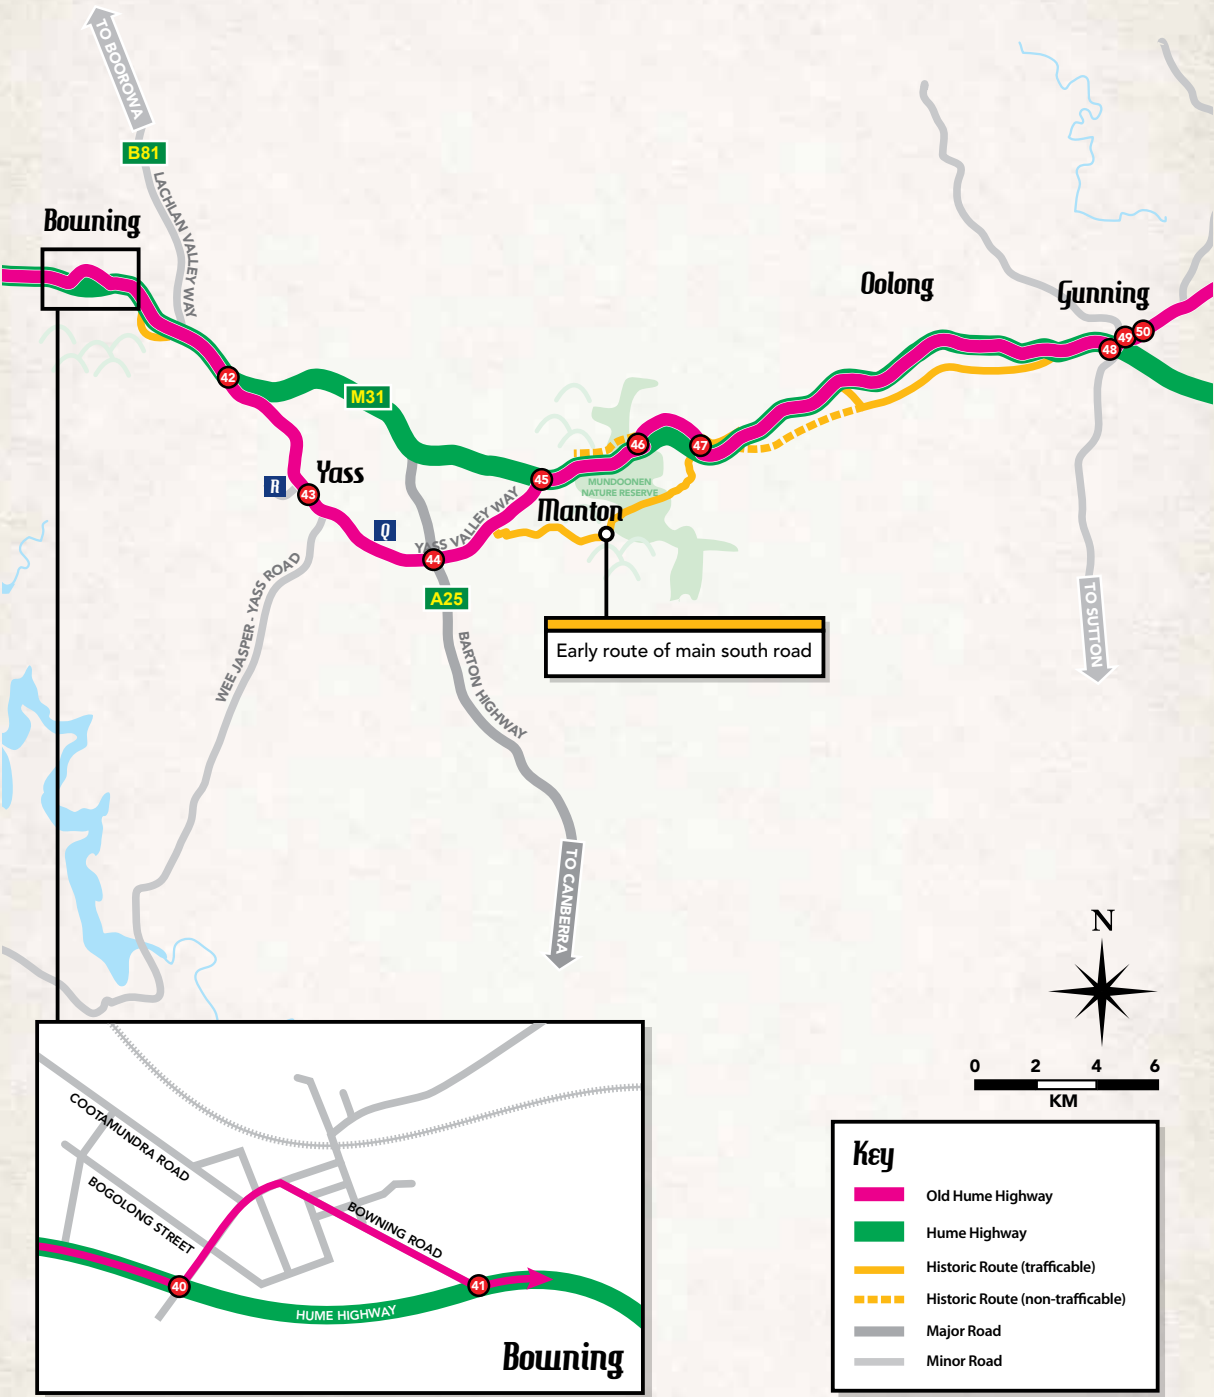 TO BOOROWA
B81
LACHLAN VALLEY WAY
Bowning
Oolong
Gunning
50
49
48
42
M31
46
47
R
Yass
43
45
MUNDOONEN
NATURE RESERVE
Manton
Q
YASS VALLEY WAY
44
A25
WEE JASPER - YASS ROAD
BARTON HIGHWAY
Early route of main south road
TO SUTTON
TO CANBERRA
N
0 2 4 6
KM
COOTAMUNDRA ROAD
BOGOLONG STREET
BOWNING ROAD
40
41
HUME HIGHWAY
Bowning
Key
Old Hume Highway
Hume Highway
Historic Route (trafficable)
Historic Route (non-trafficable)
Major Road
Minor Road